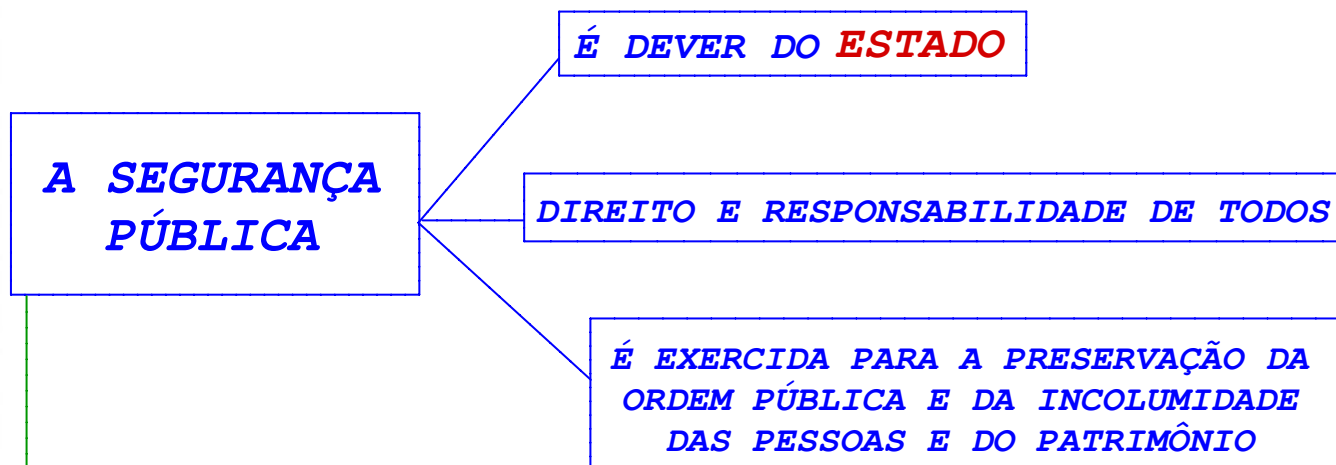 É DEVER DO ESTADO
A SEGURANÇA
PÚBLICA
DIREITO E RESPONSABILIDADE DE TODOS
É EXERCIDA PARA A PRESERVAÇÃO DA
ORDEM PÚBLICA E DA INCOLUMIDADE
DAS PESSOAS E DO PATRIMÔNIO